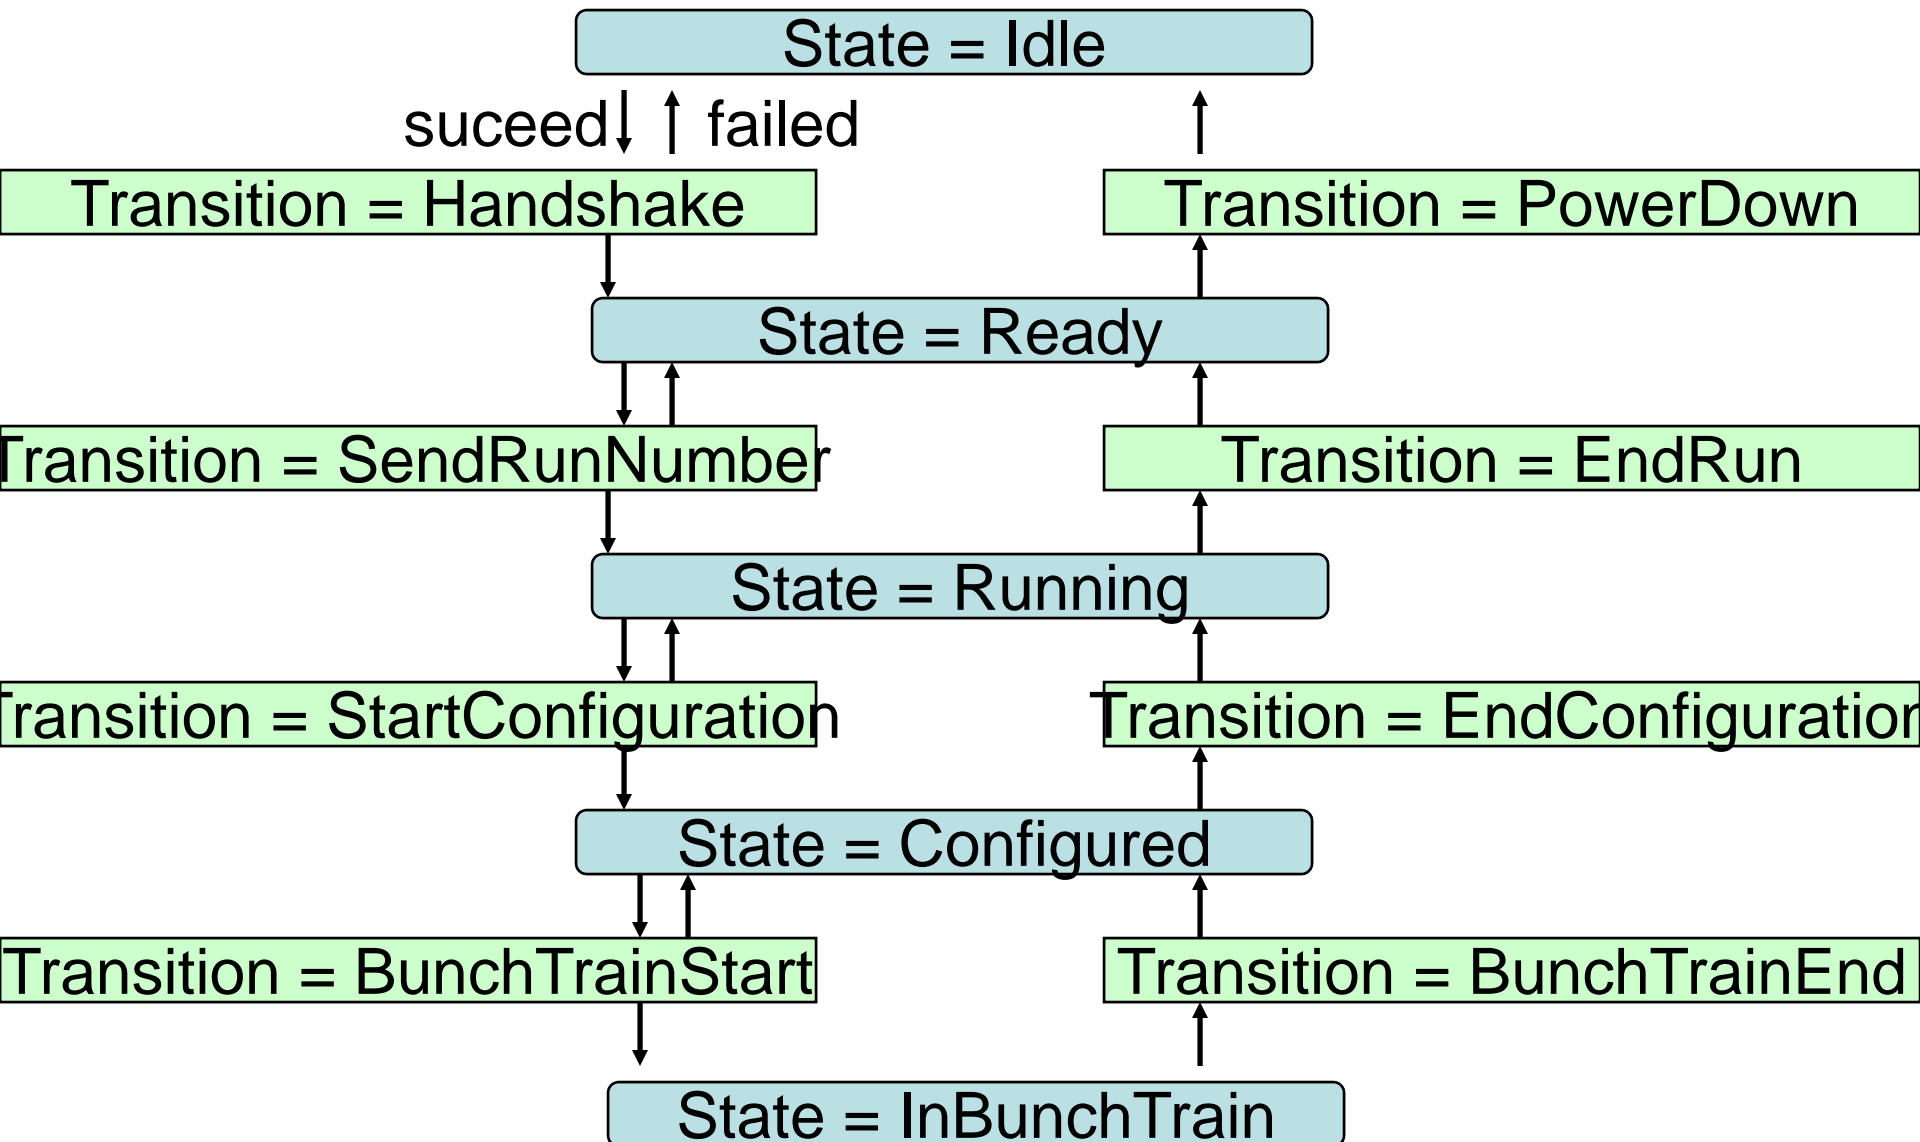 State = Idle
suceed
failed
Transition = Handshake
Transition = PowerDown
State = Ready
Transition = SendRunNumber
Transition = EndRun
State = Running
Transition = StartConfiguration
Transition = EndConfiguration
State = Configured
Transition = BunchTrainStart
Transition = BunchTrainEnd
State = InBunchTrain